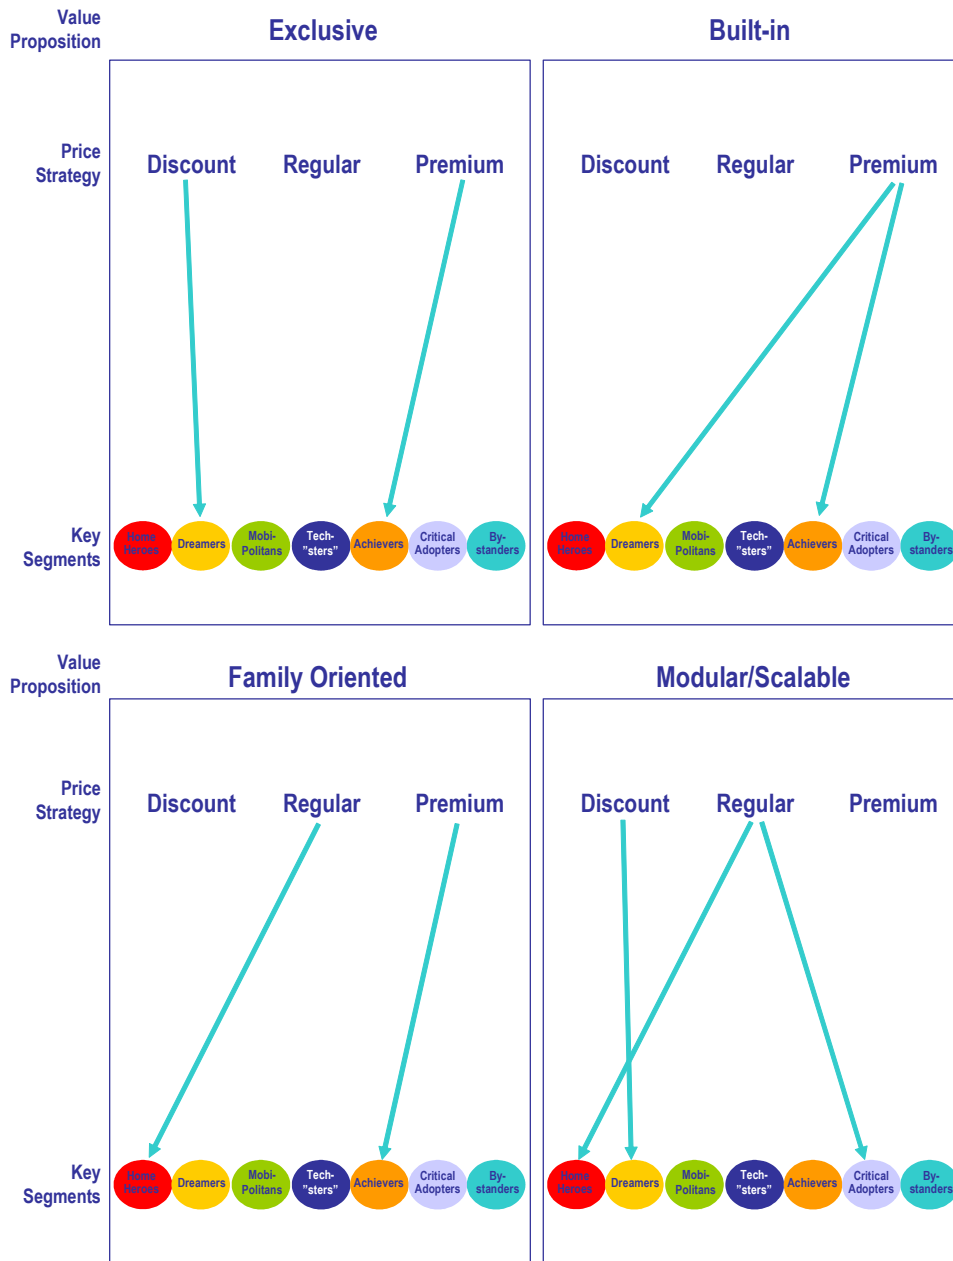 Value
Proposition
Exclusive
Built-in
Price
Strategy
Discount
Regular
Premium
Discount
Regular
Premium
Key
Segments
Home
Heroes
Dreamers
Mobi-
Politans
Tech-
"sters"
Achievers
Critical
Adopters
By-
standers
Home
Heroes
Dreamers
Mobi-
Politans
Tech-
"sters"
Achievers
Critical
Adopters
By-
standers
Value
Proposition
Family Oriented
Modular/Scalable
Price
Strategy
Discount
Regular
Premium
Discount
Regular
Premium
Key
Segments
Home
Heroes
Dreamers
Mobi-
Politans
Tech-
"sters"
Achievers
Critical
Adopters
By-
standers
Home
Heroes
Dreamers
Mobi-
Politans
Tech-
"sters"
Achievers
Critical
Adopters
By-
standers